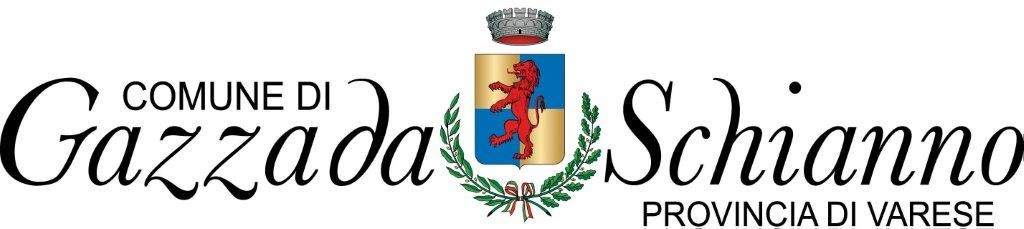 COMUNE DI
Gazzada Schianno
PROVINCIA DI VARESE